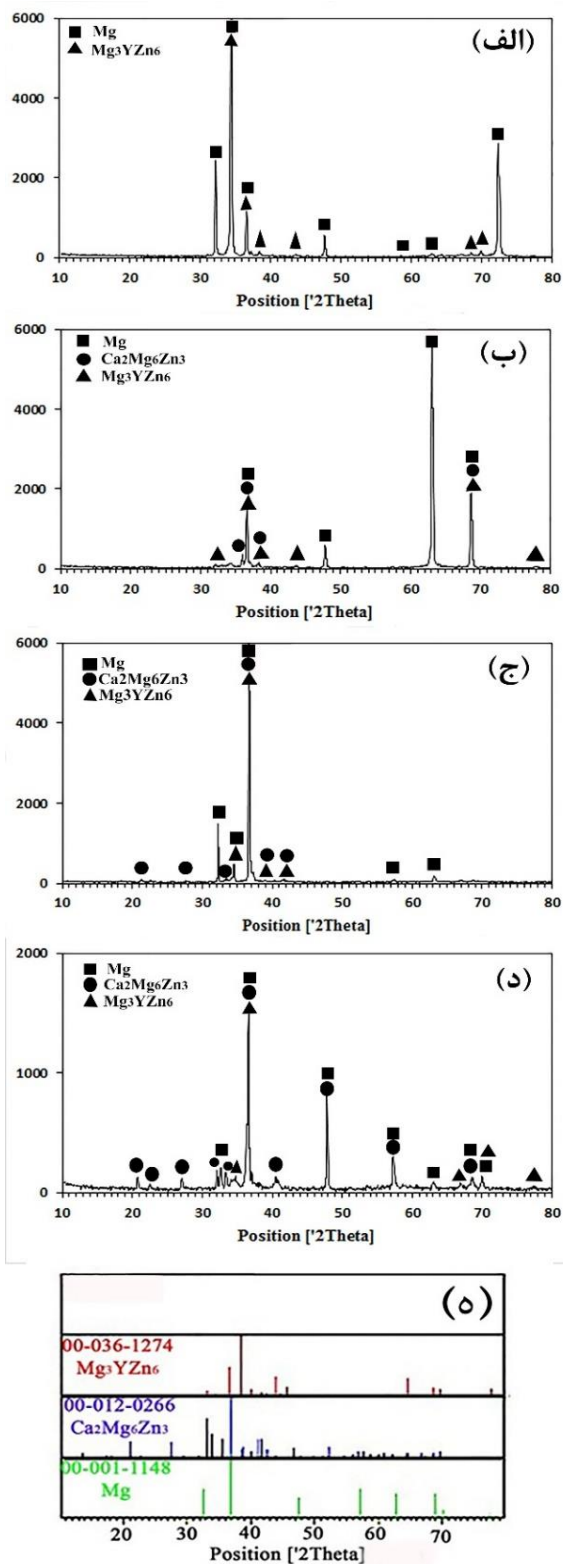 6000
4000
2000
0
■ Mg
▲ Mg3YZn6
(الف)
10 20 30 40 50 60 70 80
Position ['2Theta]
6000
4000
2000
0
■ Mg
● Ca2Mg6Zn3
▲ Mg3YZn6
(ب)
10 20 30 40 50 60 70 80
Position ['2Theta]
6000
4000
2000
0
■ Mg
● Ca2Mg6Zn3
▲ Mg3YZn6
(ج)
10 20 30 40 50 60 70 80
Position ['2Theta]
2000
1000
0
■ Mg
● Ca2Mg6Zn3
▲ Mg3YZn6
(د)
10 20 30 40 50 60 70 80
Position ['2Theta]
(ه)
00-036-1274
Mg3YZn6
00-012-0266
Ca2Mg6Zn3
00-001-1148
Mg
20 30 40 50 60 70
Position ['2Theta]